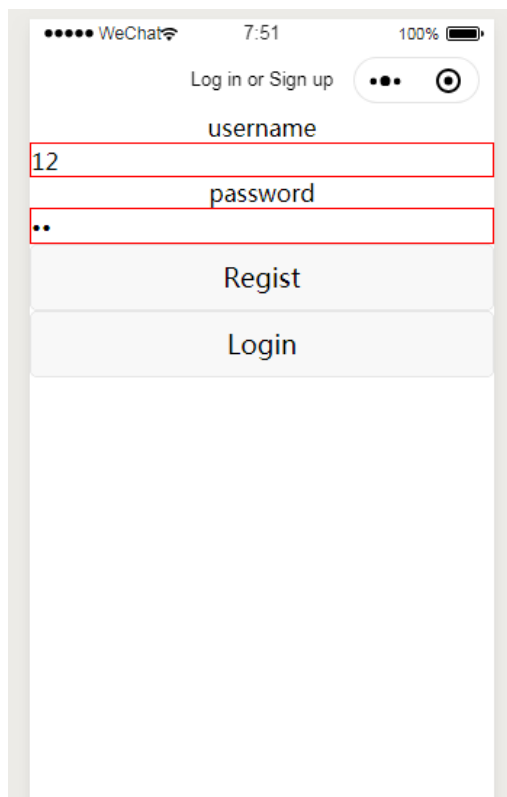 ●●●●● WeChat 7:51 100%
Log in or Sign up
username
12
password
••
Regist
Login